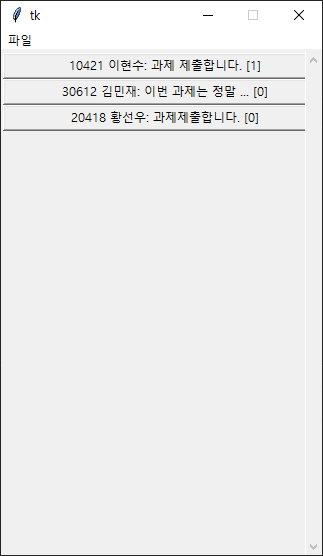 tk
파일
10421 이현수: 과제 제출합니다. [1]
30612 김민재: 이번 과제는 정말 ... [0]
20418 황선우: 과제제출합니다. [0]